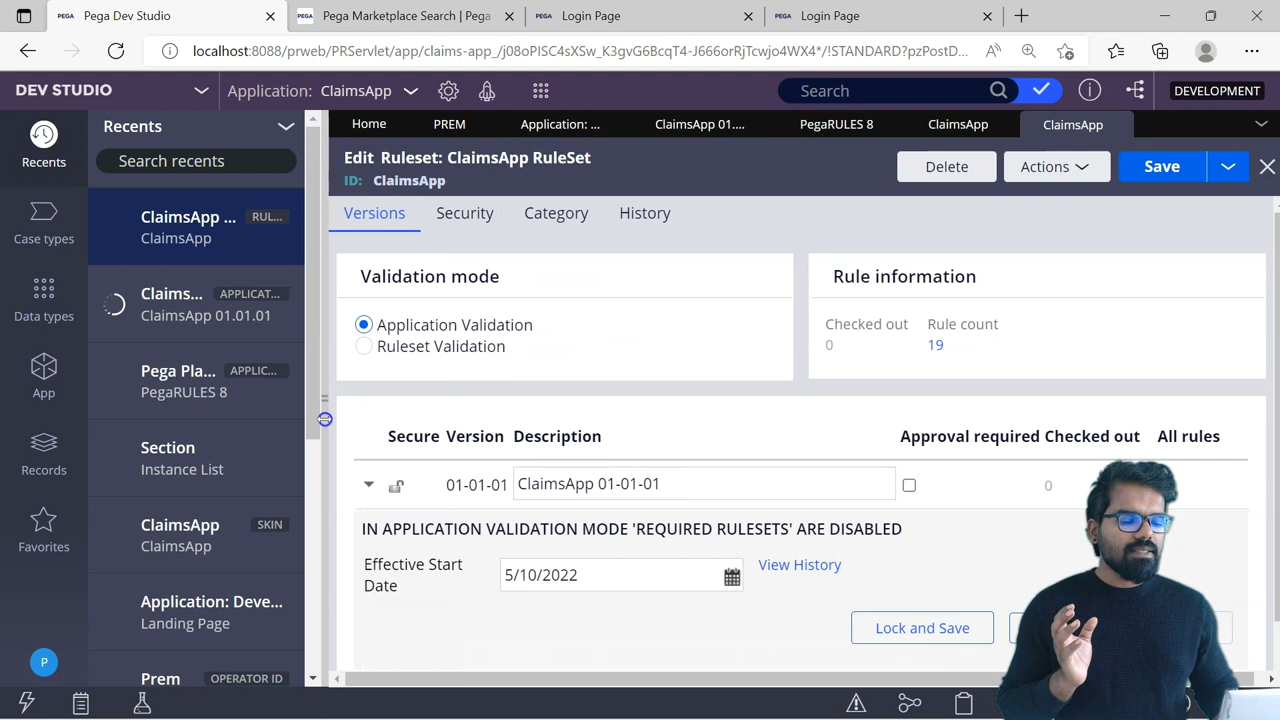 PEGA Pega Dev Studio
PEGA Pega Marketplace Search | Pega
PEGA Login Page
PEGA Login Page
localhost:8088/prweb/PRServlet/app/claims-app_/j08oPISC4sXSw_K3gvG6BcqT4-J666orRjTcwjo4WX4*/!STANDARD?pzPostD...
DEV STUDIO
Application: ClaimsApp
Search
DEVELOPMENT
Recents
Case types
Data types
App
Records
Favorites
P
Recents
Search recents
ClaimsApp ... RUL...
ClaimsApp
Claims... APPLICAT...
ClaimsApp 01.01.01
Pega Pla... APPLIC...
PegaRULES 8
Section
Instance List
ClaimsApp SKIN
ClaimsApp
Application: Deve...
Landing Page
Prem OPERATOR ID
Home PREM Application: ... ClaimsApp 01.... PegaRULES 8 ClaimsApp ClaimsApp
Edit Ruleset: ClaimsApp RuleSet
ID: ClaimsApp
Delete Actions Save
Versions Security Category History
Validation mode
Application Validation
Ruleset Validation
Rule information
Checked out Rule count
0 19
Secure Version Description Approval required Checked out All rules
01-01-01 ClaimsApp 01-01-01 0
IN APPLICATION VALIDATION MODE 'REQUIRED RULESETS' ARE DISABLED
Effective Start
Date
5/10/2022
View History
Lock and Save